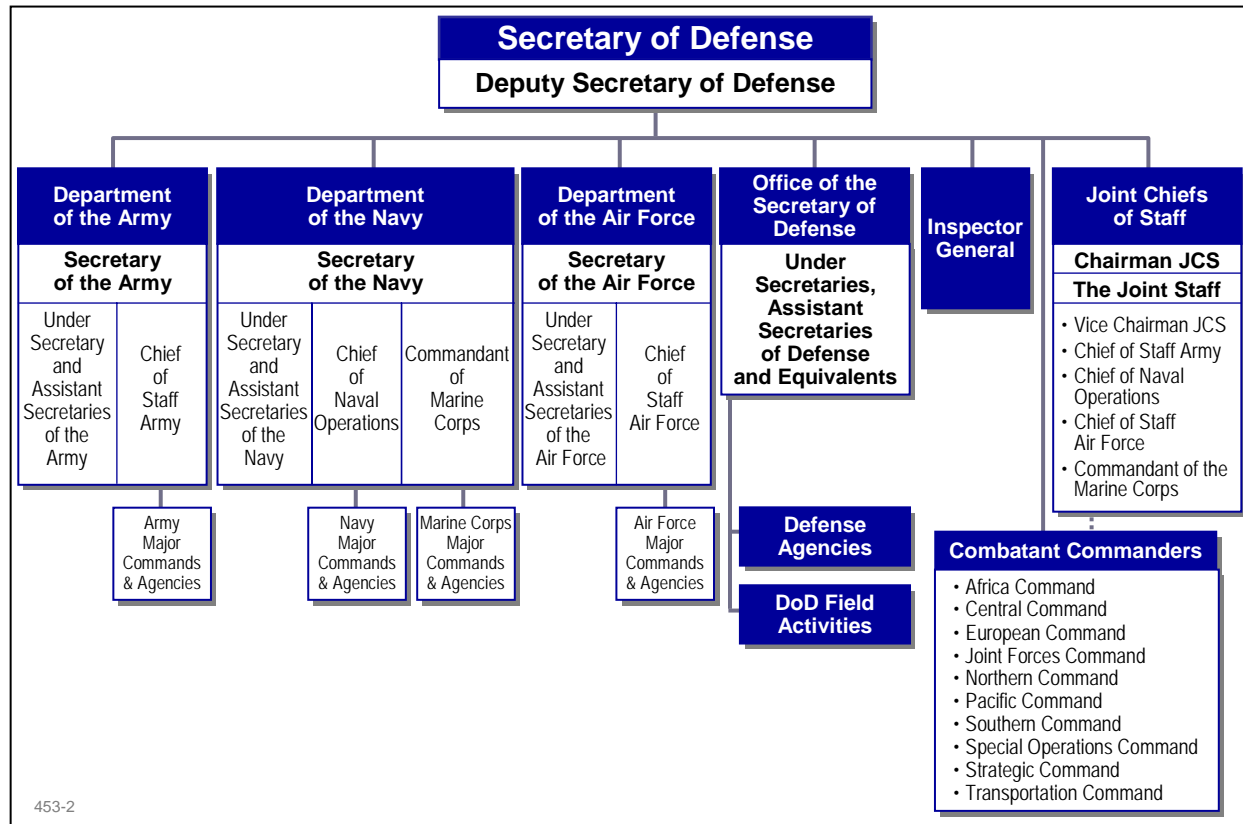 Secretary of Defense
Deputy Secretary of Defense
Department
of the Army
Secretary
of the Army
Under
Secretary
and
Assistant
Secretaries
of the
Army
Chief
of
Staff
Army
Army
Major
Commands
& Agencies
Department
of the Navy
Secretary
of the Navy
Under
Secretary
and
Assistant
Secretaries
of the
Navy
Chief
of
Naval
Operations
Commandant
of
Marine
Corps
Navy
Major
Commands
& Agencies
Marine Corps
Major
Commands
& Agencies
Department
of the Air Force
Secretary
of the Air Force
Under
Secretary
and
Assistant
Secretaries
of the
Air Force
Chief
of
Staff
Air Force
Air Force
Major
Commands
& Agencies
Office of the
Secretary of
Defense
Under
Secretaries,
Assistant
Secretaries
of Defense
and Equivalents
Defense
Agencies
DoD Field
Activities
Inspector
General
Joint Chiefs
of Staff
Chairman JCS
The Joint Staff
• Vice Chairman JCS
• Chief of Staff Army
• Chief of Naval
Operations
• Chief of Staff
Air Force
• Commandant of the
Marine Corps
Combatant Commanders
• Africa Command
• Central Command
• European Command
• Joint Forces Command
• Northern Command
• Pacific Command
• Southern Command
• Special Operations Command
• Strategic Command
• Transportation Command
453-2